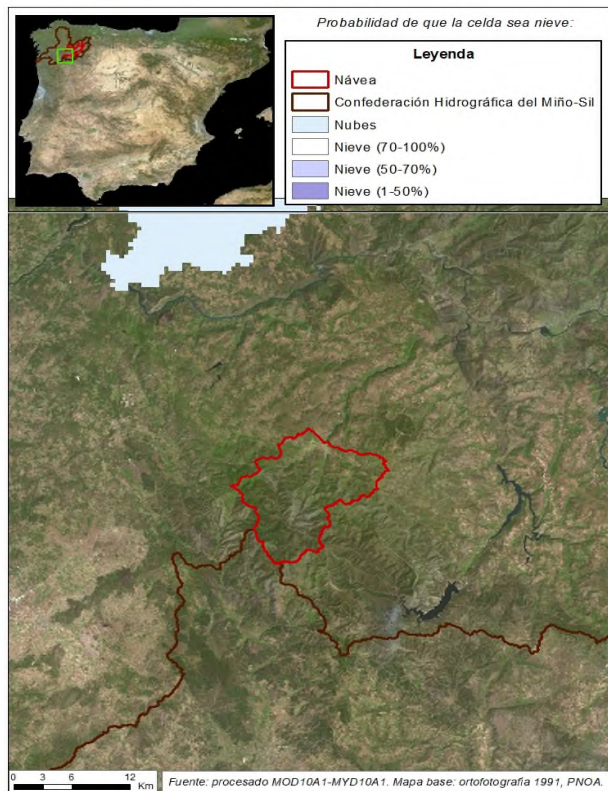 Probabilidad de que la celda sea nieve:
Leyenda
Návea
Confederación Hidrográfica del Miño-Sil
Nubes
Nieve (70-100%)
Nieve (50-70%)
Nieve (1-50%)
0 3 6 12
Km
Fuente: procesado MOD10A1-MYD10A1. Mapa base: ortofotografía 1991, PNOA.